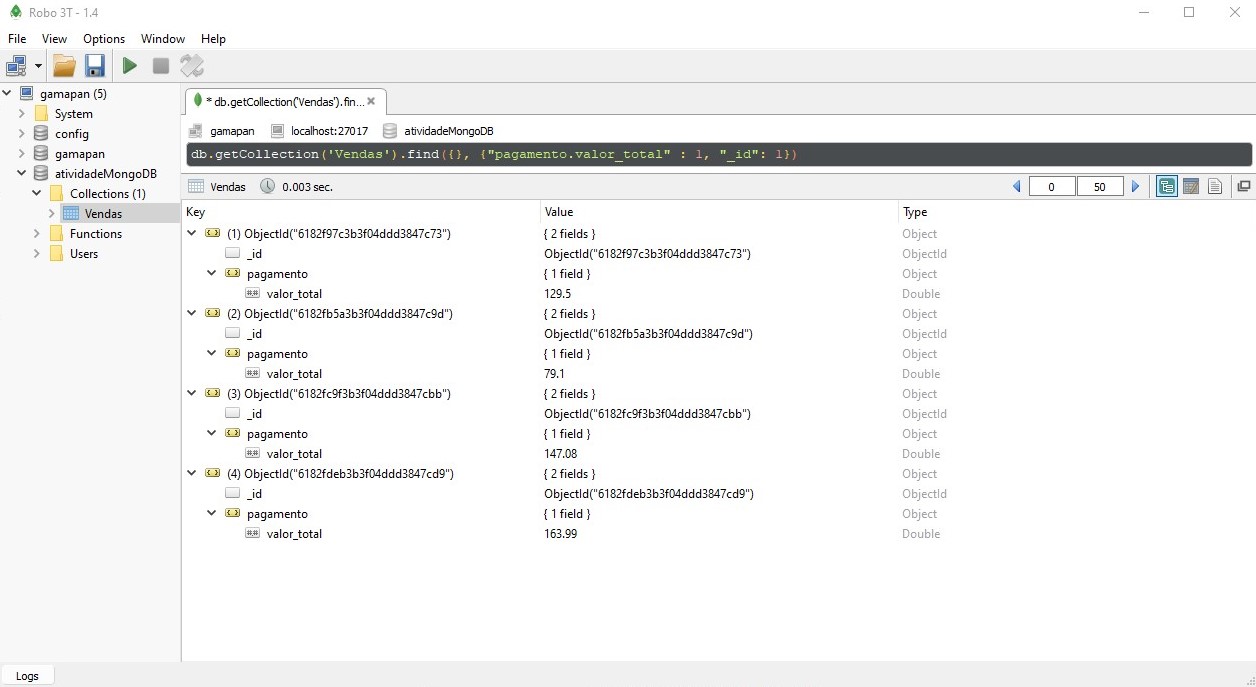 Robo 3T - 1.4
File View Options Window Help
gamapan (5)
System
config
gamapan
atividadeMongoDB
Collections (1)
Vendas
Functions
Users
* db.getCollection('Vendas').fin...
gamapan localhost:27017 atividadeMongoDB
db.getCollection('Vendas').find({}, {"pagamento.valor_total" : 1, "_id": 1})
Vendas 0.003 sec. 0 50
Key Value Type
(1) ObjectId("6182f97c3b3f04ddd3847c73") { 2 fields } Object
_id ObjectId("6182f97c3b3f04ddd3847c73") ObjectId
pagamento { 1 field } Object
valor_total 129.5 Double
(2) ObjectId("6182fb5a3b3f04ddd3847c9d") { 2 fields } Object
_id ObjectId("6182fb5a3b3f04ddd3847c9d") ObjectId
pagamento { 1 field } Object
valor_total 79.1 Double
(3) ObjectId("6182fc9f3b3f04ddd3847cbb") { 2 fields } Object
_id ObjectId("6182fc9f3b3f04ddd3847cbb") ObjectId
pagamento { 1 field } Object
valor_total 147.08 Double
(4) ObjectId("6182fdeb3b3f04ddd3847cd9") { 2 fields } Object
_id ObjectId("6182fdeb3b3f04ddd3847cd9") ObjectId
pagamento { 1 field } Object
valor_total 163.99 Double
Logs